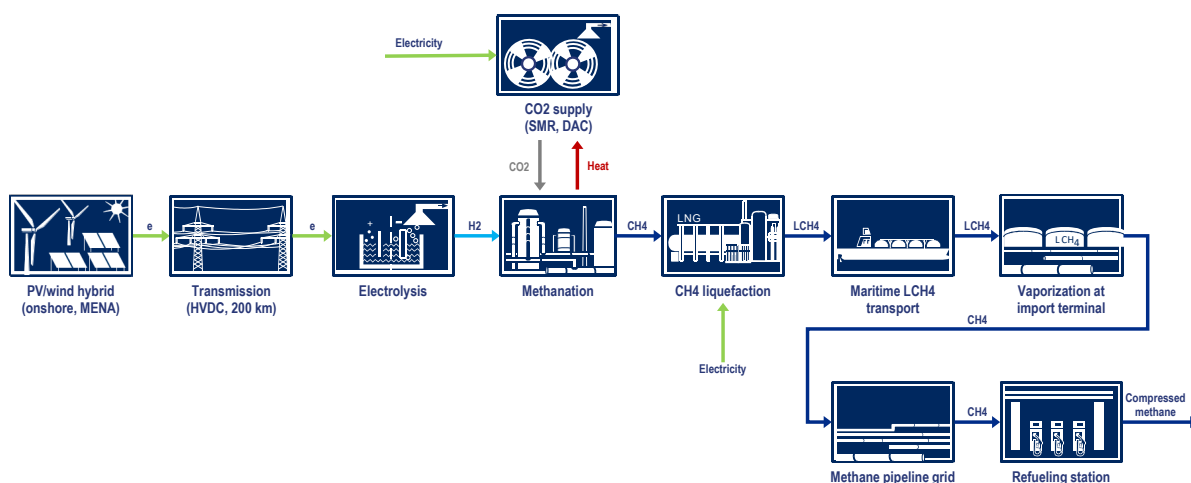 Electricity
CO2 supply
(SMR, DAC)
CO2
Heat
e
e
H2
CH4
LNG
LCH4
LCH4
LCH4
PV/wind hybrid
(onshore, MENA)
Transmission
(HVDC, 200 km)
Electrolysis
Methanation
CH4 liquefaction
Maritime LCH4
transport
Vaporization at
import terminal
CH4
Electricity
CH4
Compressed
methane
Methane pipeline grid
Refueling station